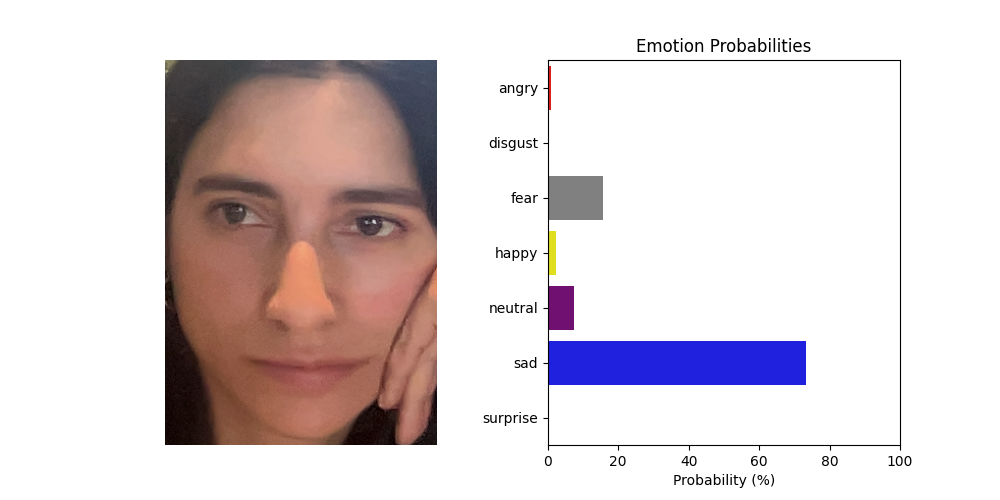 Emotion Probabilities
angry
disgust
fear
happy
neutral
sad
surprise
0 20 40 60 80 100
Probability (%)